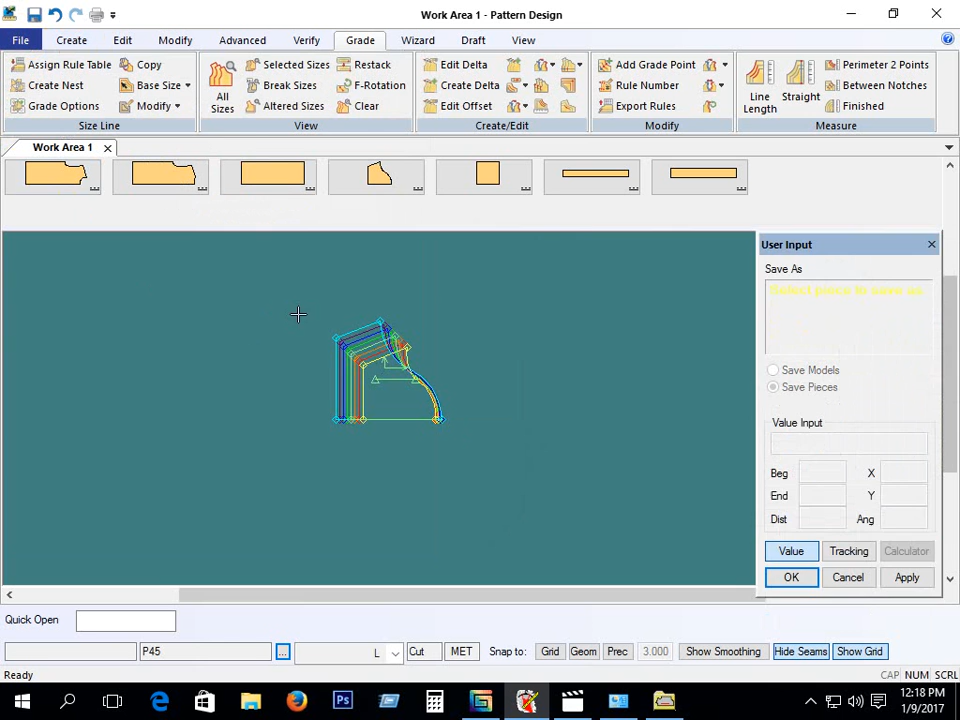 Work Area 1 - Pattern Design
File Create Edit Modify Advanced Verify Grade Wizard Draft View
Assign Rule Table Copy Selected Sizes Restack Edit Delta Add Grade Point Perimeter 2 Points
Create Nest Base Size Break Sizes F-Rotation Create Delta Rule Number Between Notches
Grade Options Modify All Sizes Altered Sizes Clear Edit Offset Export Rules Line Length Straight Finished
Size Line View Create/Edit Modify Measure
Work Area 1
User Input
Save As
Select piece to save as
Save Models
Save Pieces
Value Input
Beg X
End Y
Dist Ang
Value Tracking Calculator
OK Cancel Apply
Quick Open
P45 ... L Cut MET Snap to: Grid Geom Prec 3.000 Show Smoothing Hide Seams Show Grid
Ready CAP NUM SCRL
Ps
12:18 PM
1/9/2017